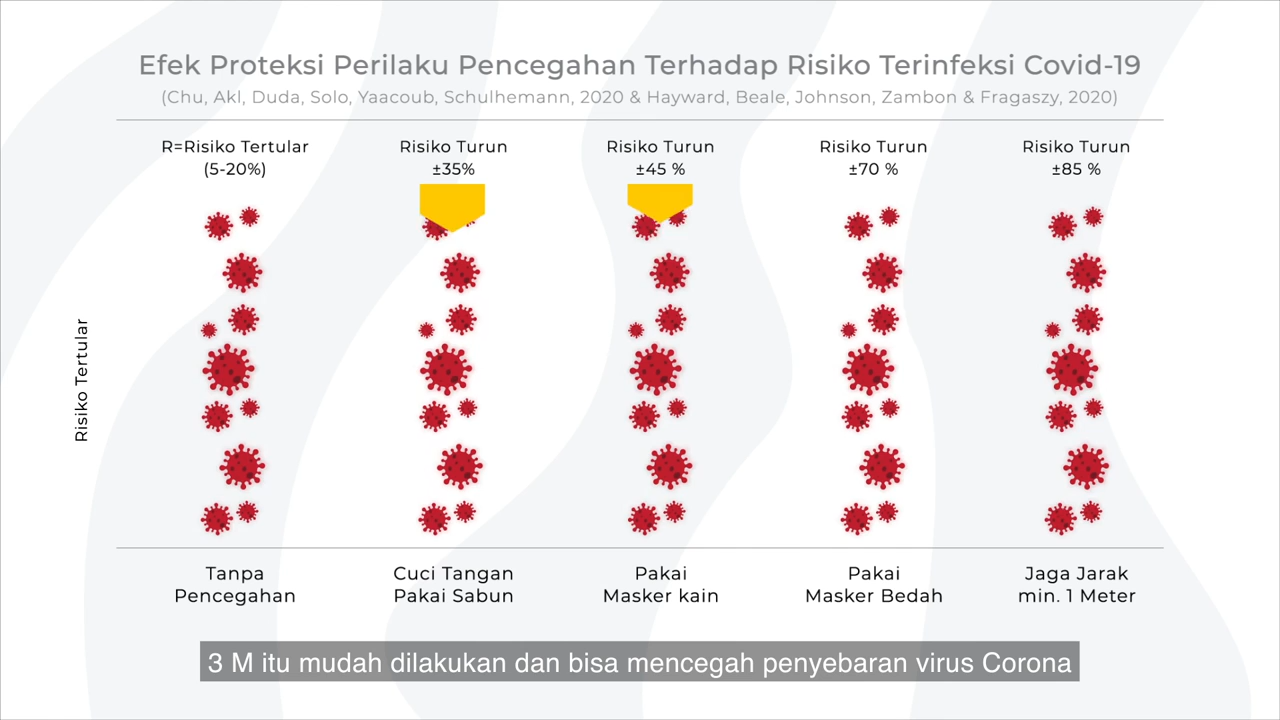 Efek Proteksi Perilaku Pencegahan Terhadap Risiko Terinfeksi Covid-19
(Chu, Akl, Duda, Solo, Yaacoub, Schulhemann, 2020 & Hayward, Beale, Johnson, Zambon & Fragaszy, 2020)
R=Risiko Tertular
(5-20%)
Risiko Turun
±35%
Risiko Turun
±45 %
Risiko Turun
±70 %
Risiko Turun
±85 %
Risiko Tertular
Tanpa
Pencegahan
Cuci Tangan
Pakai Sabun
Pakai
Masker kain
Pakai
Masker Bedah
Jaga Jarak
min. 1 Meter
3 M itu mudah dilakukan dan bisa mencegah penyebaran virus Corona